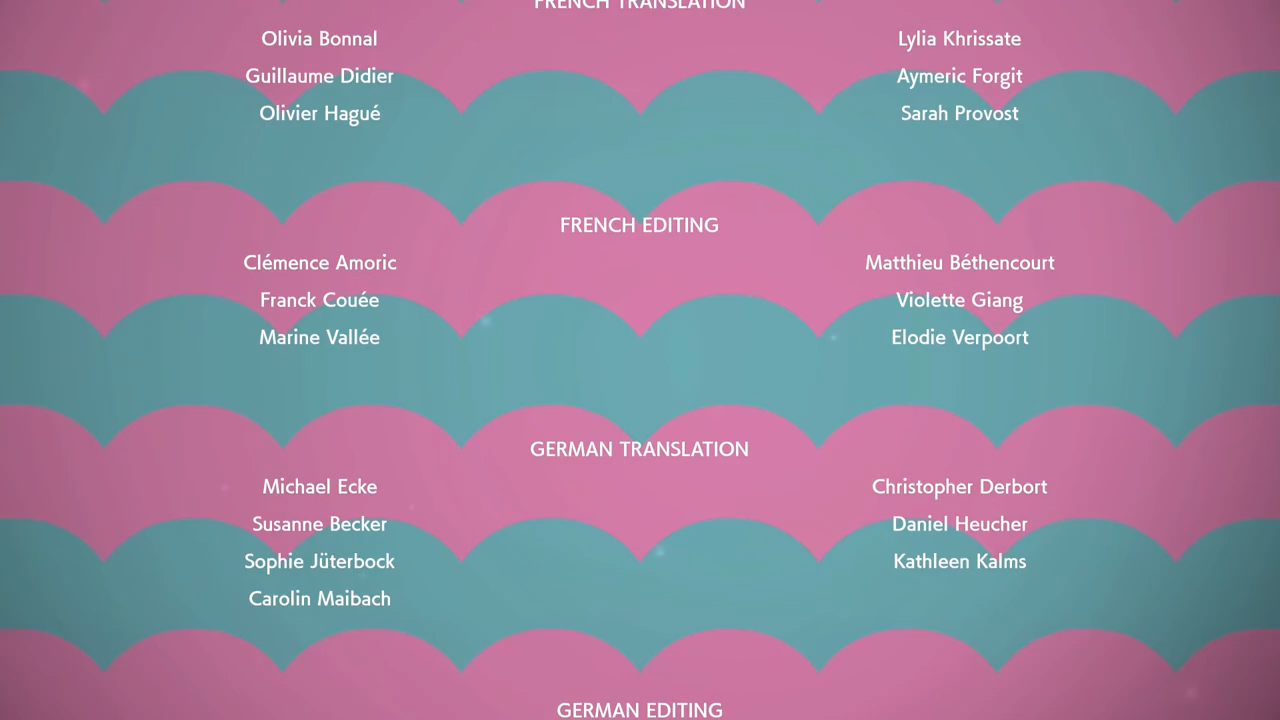 FRENCH TRANSLATION
Olivia Bonnal Lylia Khrissate
Guillaume Didier Aymeric Forgit
Olivier Hagué Sarah Provost
FRENCH EDITING
Clémence Amoric Matthieu Béthencourt
Franck Couée Violette Giang
Marine Vallée Elodie Verpoort
GERMAN TRANSLATION
Michael Ecke Christopher Derbort
Susanne Becker Daniel Heucher
Sophie Jüterbock Kathleen Kalms
Carolin Maibach
GERMAN EDITING